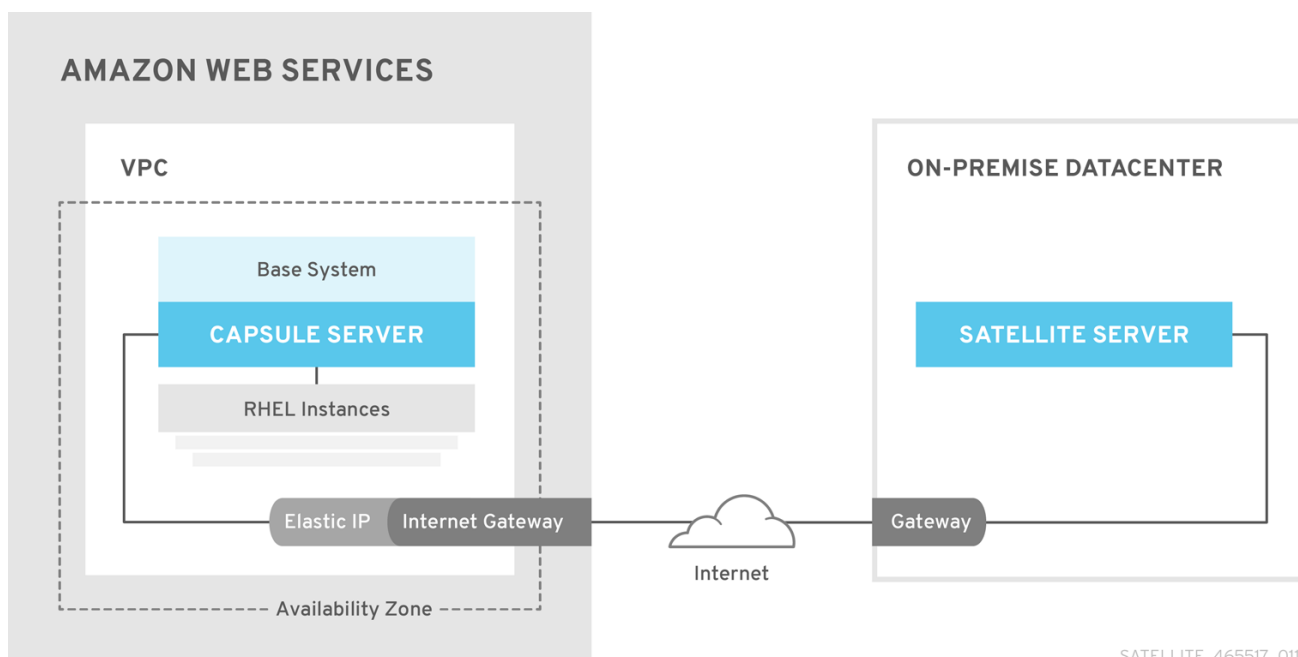 AMAZON WEB SERVICES
VPC
ON-PREMISE DATACENTER
Base System
CAPSULE SERVER
SATELLITE SERVER
RHEL Instances
Elastic IP
Internet Gateway
Gateway
Internet
Availability Zone
SATELLITE_465517_011